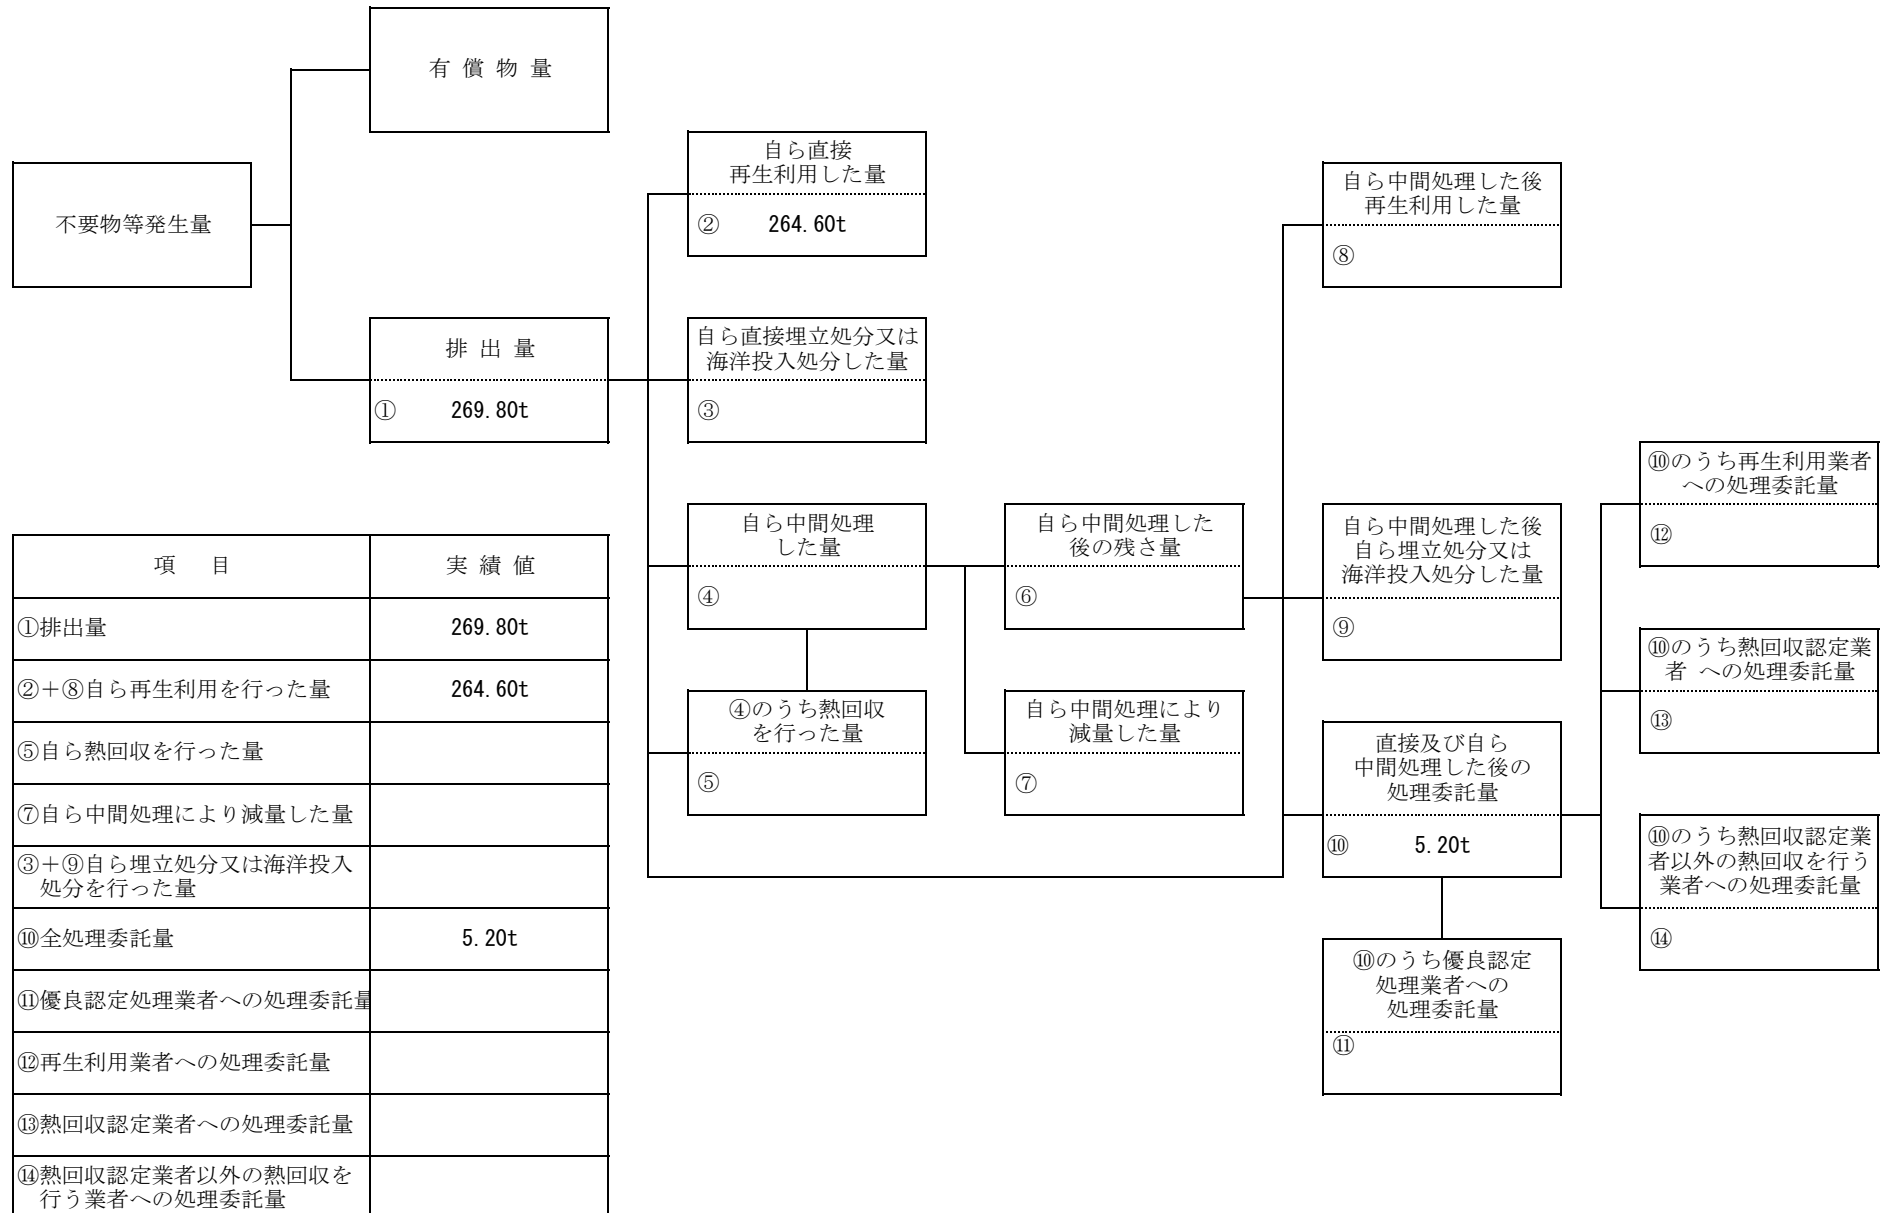 有 償 物 量
不要物等発生量
排 出 量
① 269.80t
自ら直接
再生利用した量
② 264.60t
自ら直接埋立処分又は
海洋投入処分した量
③
自ら中間処理
した量
④
④のうち熱回収
を行った量
⑤
自ら中間処理した
後の残さ量
⑥
自ら中間処理により
減量した量
⑦
自ら中間処理した後
再生利用した量
⑧
自ら中間処理した後
自ら埋立処分又は
海洋投入処分した量
⑨
直接及び自ら
中間処理した後の
処理委託量
⑩ 5.20t
⑩のうち優良認定
処理業者への
処理委託量
⑪
⑩のうち再生利用業者
への処理委託量
⑫
⑩のうち熱回収認定業
者 への処理委託量
⑬
⑩のうち熱回収認定業
者以外の熱回収を行う
業者への処理委託量
⑭
項 目 実 績 値
①排出量 269.80t
②＋⑧自ら再生利用を行った量 264.60t
⑤自ら熱回収を行った量
⑦自ら中間処理により減量した量
③＋⑨自ら埋立処分又は海洋投入
処分を行った量
⑩全処理委託量 5.20t
⑪優良認定処理業者への処理委託量
⑫再生利用業者への処理委託量
⑬熱回収認定業者への処理委託量
⑭熱回収認定業者以外の熱回収を
行う業者への処理委託量